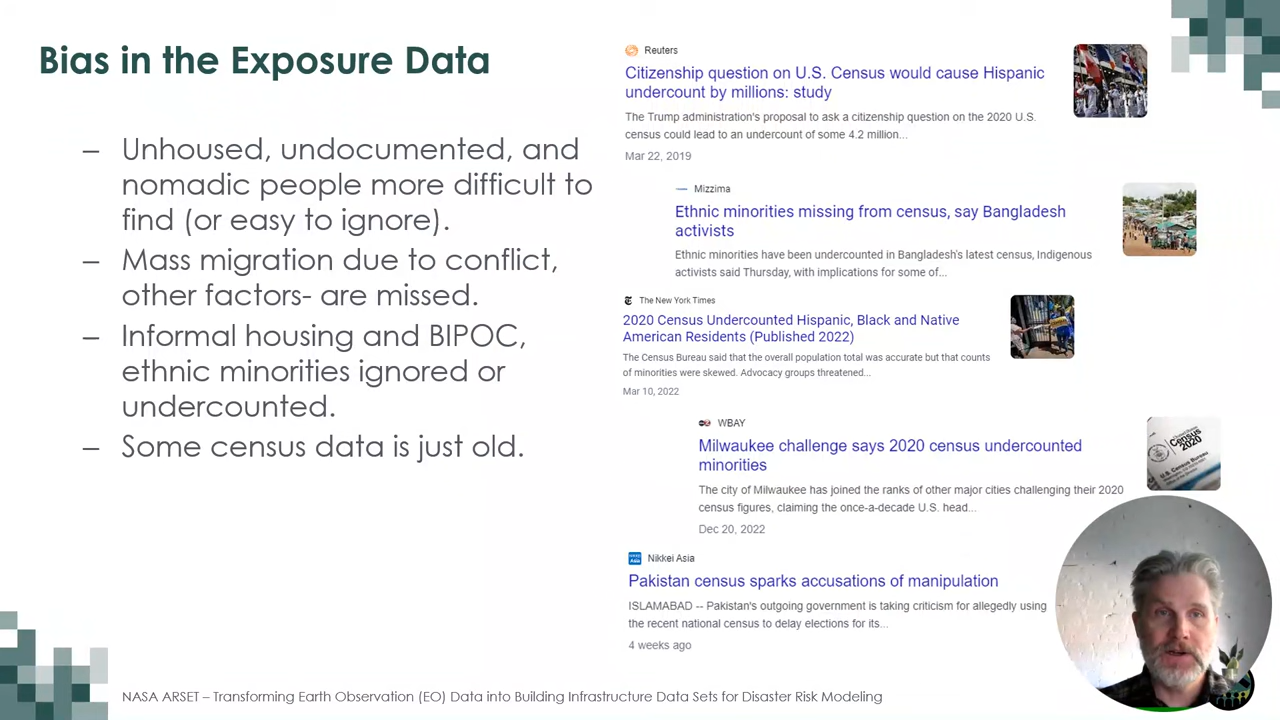 Bias in the Exposure Data
– Unhoused, undocumented, and
nomadic people more difficult to
find (or easy to ignore).
– Mass migration due to conflict,
other factors- are missed.
– Informal housing and BIPOC,
ethnic minorities ignored or
undercounted.
– Some census data is just old.
Reuters
Citizenship question on U.S. Census would cause Hispanic
undercount by millions: study
The Trump administration's proposal to ask a citizenship question on the 2020 U.S.
census could lead to an undercount of some 4.2 million...
Mar 22, 2019
Mizzima
Ethnic minorities missing from census, say Bangladesh
activists
Ethnic minorities have been undercounted in Bangladesh's latest census, Indigenous
activists said Thursday, with implications for some of...
The New York Times
2020 Census Undercounted Hispanic, Black and Native
American Residents (Published 2022)
The Census Bureau said that the overall population total was accurate but that counts
of minorities were skewed. Advocacy groups threatened...
Mar 10, 2022
WBAY
Milwaukee challenge says 2020 census undercounted
minorities
The city of Milwaukee has joined the ranks of other major cities challenging their 2020
census figures, claiming the once-a-decade U.S. head...
Dec 20, 2022
Census
2020
Nikkei Asia
Pakistan census sparks accusations of manipulation
ISLAMABAD -- Pakistan's outgoing government is taking criticism for allegedly using
the recent national census to delay elections for its...
4 weeks ago
NASA ARSET – Transforming Earth Observation (EO) Data into Building Infrastructure Data Sets for Disaster Risk Modeling